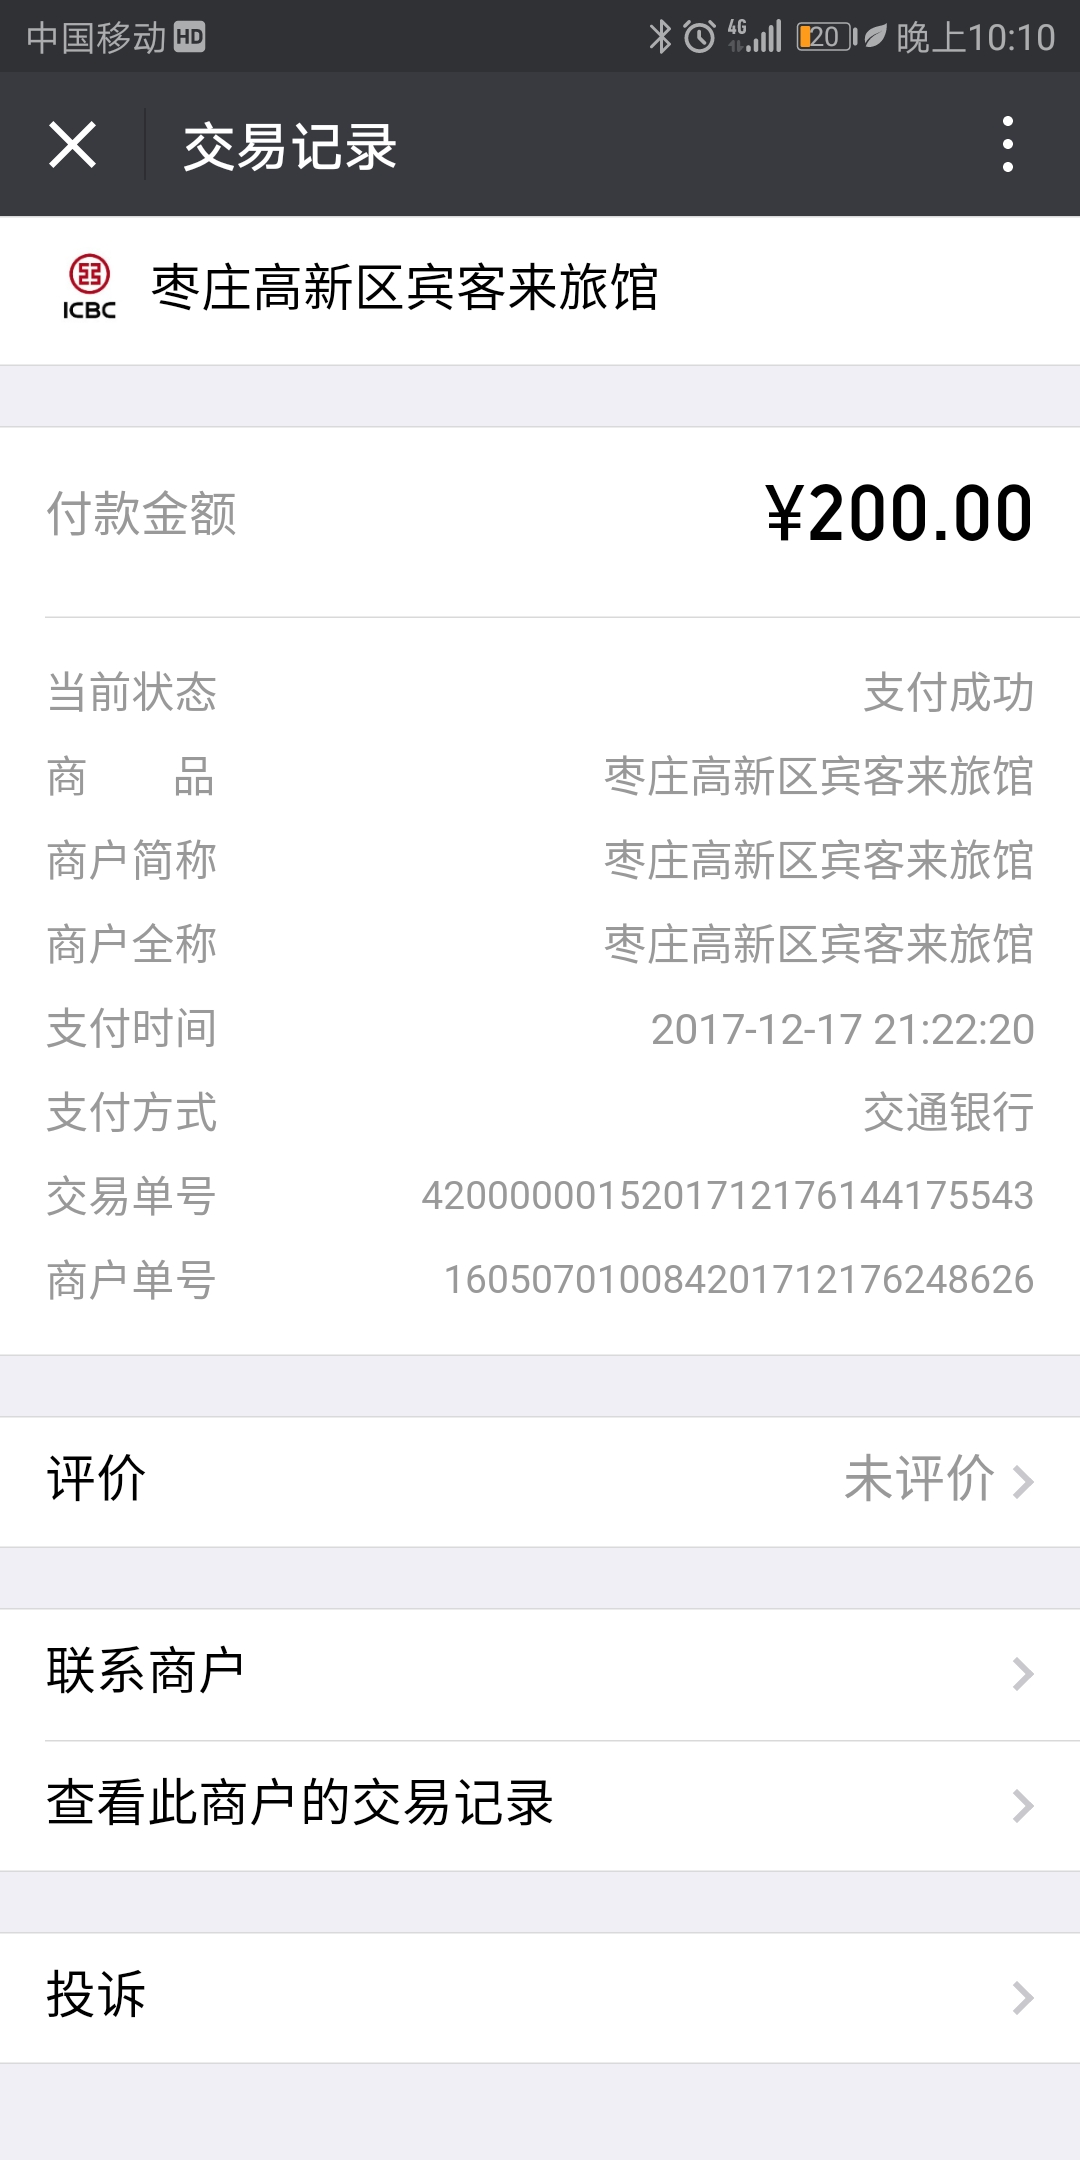 中国移动 HD 4G 20 晚上10:10
交易记录
ICBC 枣庄高新区宾客来旅馆
付款金额 ¥200.00
当前状态 支付成功
商 品 枣庄高新区宾客来旅馆
商户简称 枣庄高新区宾客来旅馆
商户全称 枣庄高新区宾客来旅馆
支付时间 2017-12-17 21:22:20
支付方式 交通银行
交易单号 4200000015201712176144175543
商户单号 160507010084201712176248626
评价 未评价
联系商户
查看此商户的交易记录
投诉